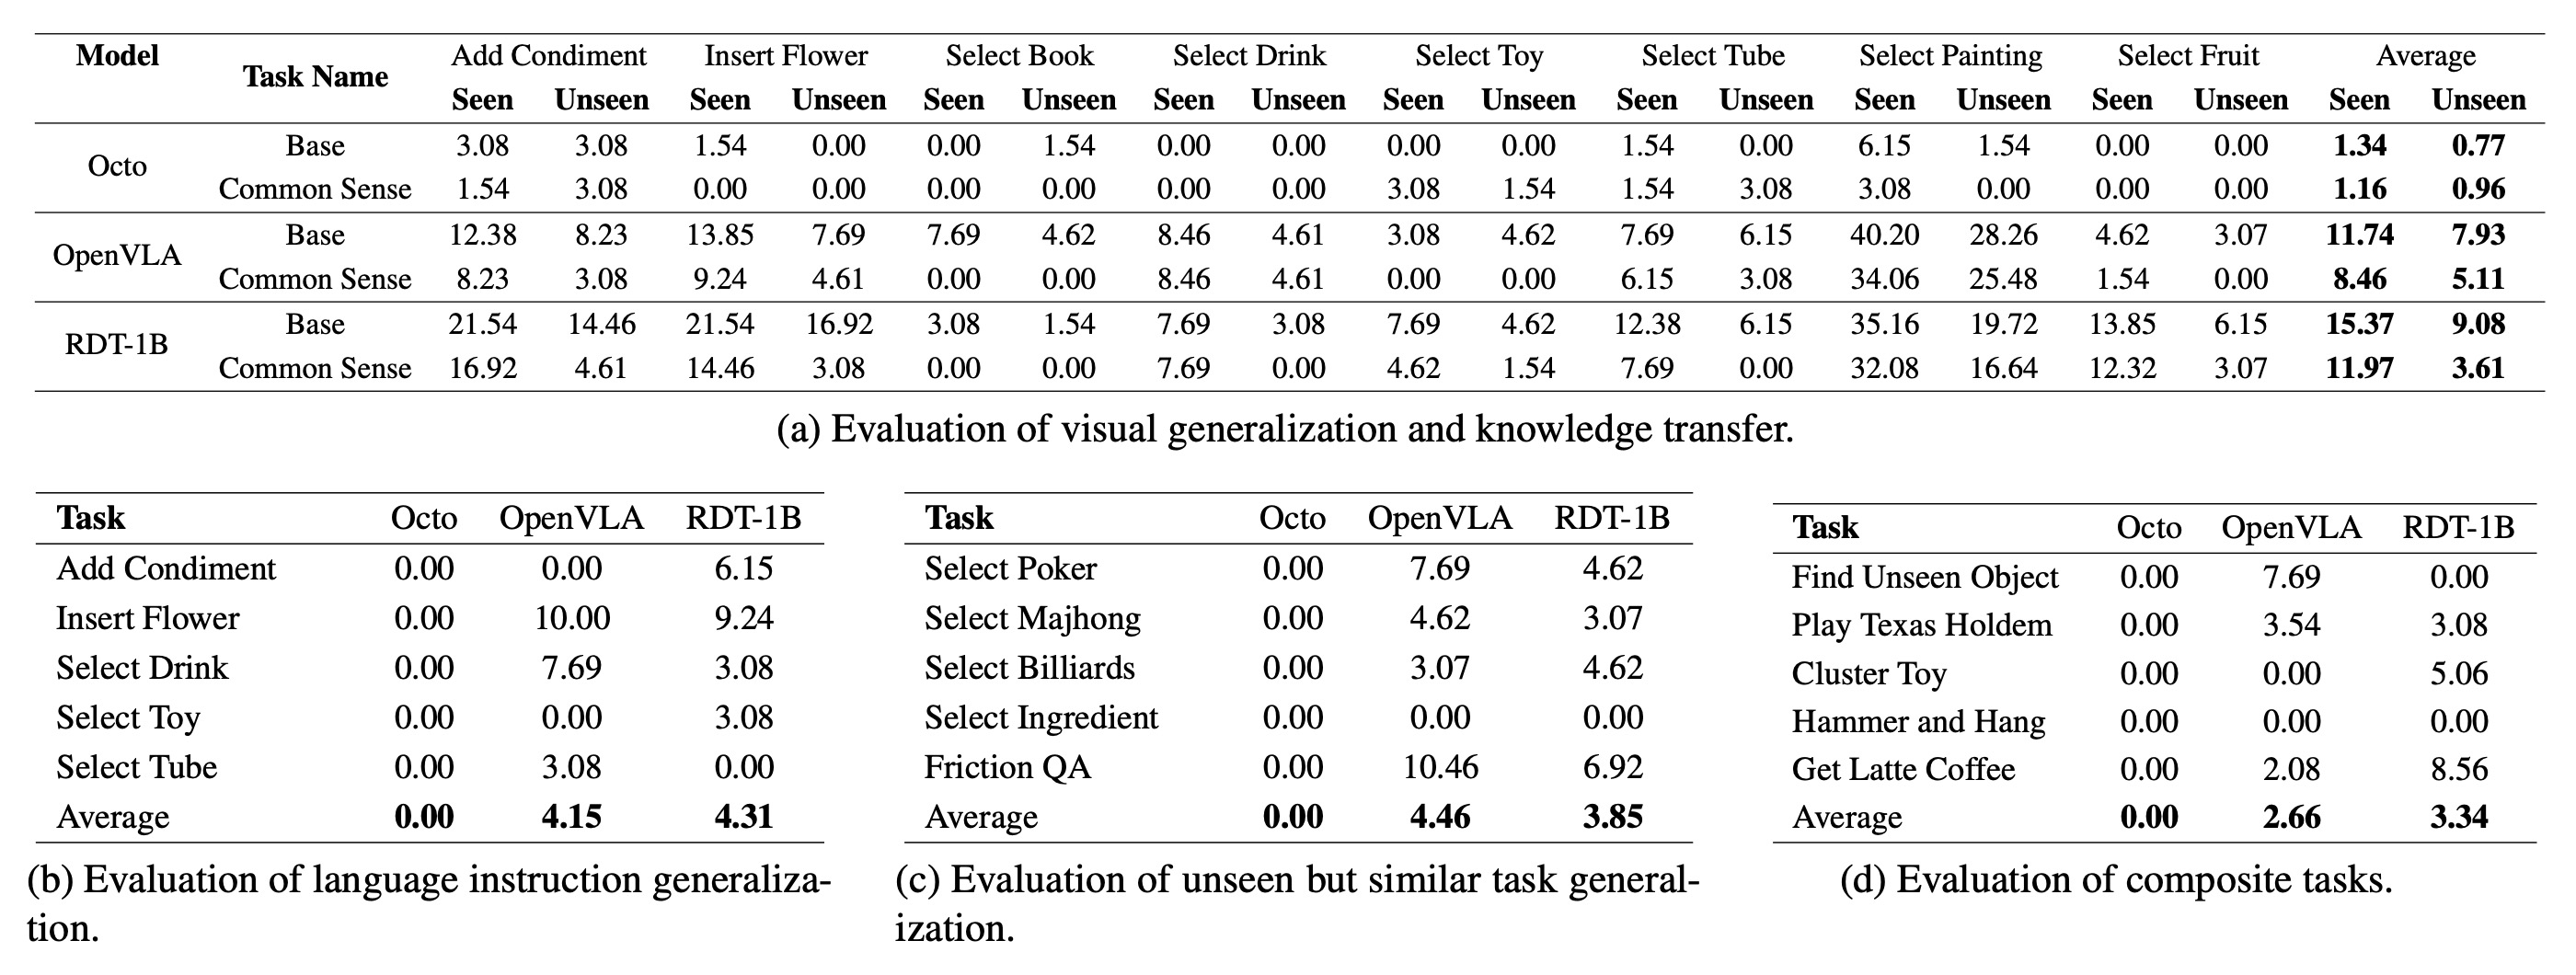 Model Task Name Add Condiment Insert Flower Select Book Select Drink Select Toy Select Tube Select Painting Select Fruit Average
Seen Unseen Seen Unseen Seen Unseen Seen Unseen Seen Unseen Seen Unseen Seen Unseen Seen Unseen Seen Unseen
Octo Base 3.08 3.08 1.54 0.00 0.00 1.54 0.00 0.00 0.00 0.00 1.54 0.00 6.15 1.54 0.00 0.00 1.34 0.77
Common Sense 1.54 3.08 0.00 0.00 0.00 0.00 0.00 0.00 3.08 1.54 1.54 3.08 3.08 0.00 0.00 0.00 1.16 0.96
OpenVLA Base 12.38 8.23 13.85 7.69 7.69 4.62 8.46 4.61 3.08 4.62 7.69 6.15 40.20 28.26 4.62 3.07 11.74 7.93
Common Sense 8.23 3.08 9.24 4.61 0.00 0.00 8.46 4.61 0.00 0.00 6.15 3.08 34.06 25.48 1.54 0.00 8.46 5.11
RDT-1B Base 21.54 14.46 21.54 16.92 3.08 1.54 7.69 3.08 7.69 4.62 12.38 6.15 35.16 19.72 13.85 6.15 15.37 9.08
Common Sense 16.92 4.61 14.46 3.08 0.00 0.00 7.69 0.00 4.62 1.54 7.69 0.00 32.08 16.64 12.32 3.07 11.97 3.61
(a) Evaluation of visual generalization and knowledge transfer.
Task Octo OpenVLA RDT-1B
Add Condiment 0.00 0.00 6.15
Insert Flower 0.00 10.00 9.24
Select Drink 0.00 7.69 3.08
Select Toy 0.00 0.00 3.08
Select Tube 0.00 3.08 0.00
Average 0.00 4.15 4.31
(b) Evaluation of language instruction generaliza-
tion.
Task Octo OpenVLA RDT-1B
Select Poker 0.00 7.69 4.62
Select Majhong 0.00 4.62 3.07
Select Billiards 0.00 3.07 4.62
Select Ingredient 0.00 0.00 0.00
Friction QA 0.00 10.46 6.92
Average 0.00 4.46 3.85
(c) Evaluation of unseen but similar task general-
ization.
Task Octo OpenVLA RDT-1B
Find Unseen Object 0.00 7.69 0.00
Play Texas Holdem 0.00 3.54 3.08
Cluster Toy 0.00 0.00 5.06
Hammer and Hang 0.00 0.00 0.00
Get Latte Coffee 0.00 2.08 8.56
Average 0.00 2.66 3.34
(d) Evaluation of composite tasks.